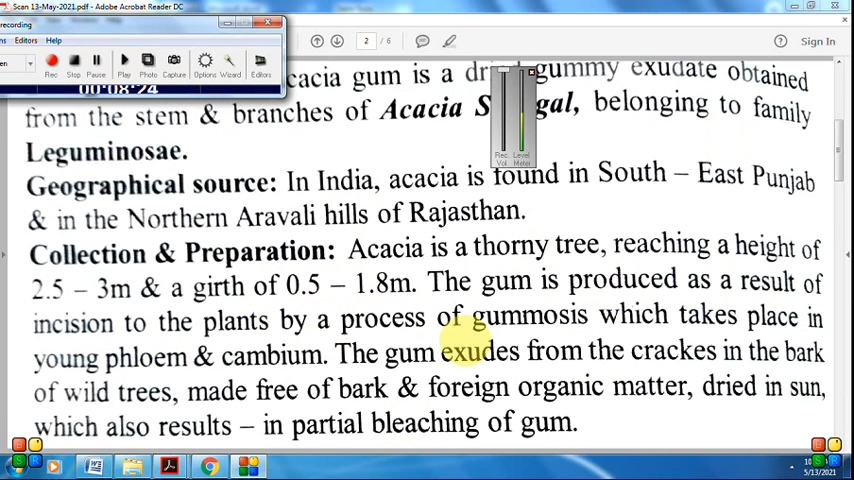 Scan 13-May-2021.pdf - Adobe Acrobat Reader DC
recording
Editors Help
2 / 6
Sign In
Rec Stop Pause Play Photo Capture Options Wizard Editors
00:08:24
acacia gum is a gummy exudate obtained
from the stem & branches of Acacia belonging to family
Rec. Level
Vol Meter
Leguminosae.
Geographical source: In India, acacia is found in South – East Punjab
& in the Northern Aravali hills of Rajasthan.
Collection & Preparation: Acacia is a thorny tree, reaching a height of
2.5 – 3m & a girth of 0.5 – 1.8m. The gum is produced as a result of
incision to the plants by a process of gummosis which takes place in
young phloem & cambium. The gum exudes from the crackes in the bark
of wild trees, made free of bark & foreign organic matter, dried in sun,
which also results – in partial bleaching of gum.
S R
S R
5/13/2021